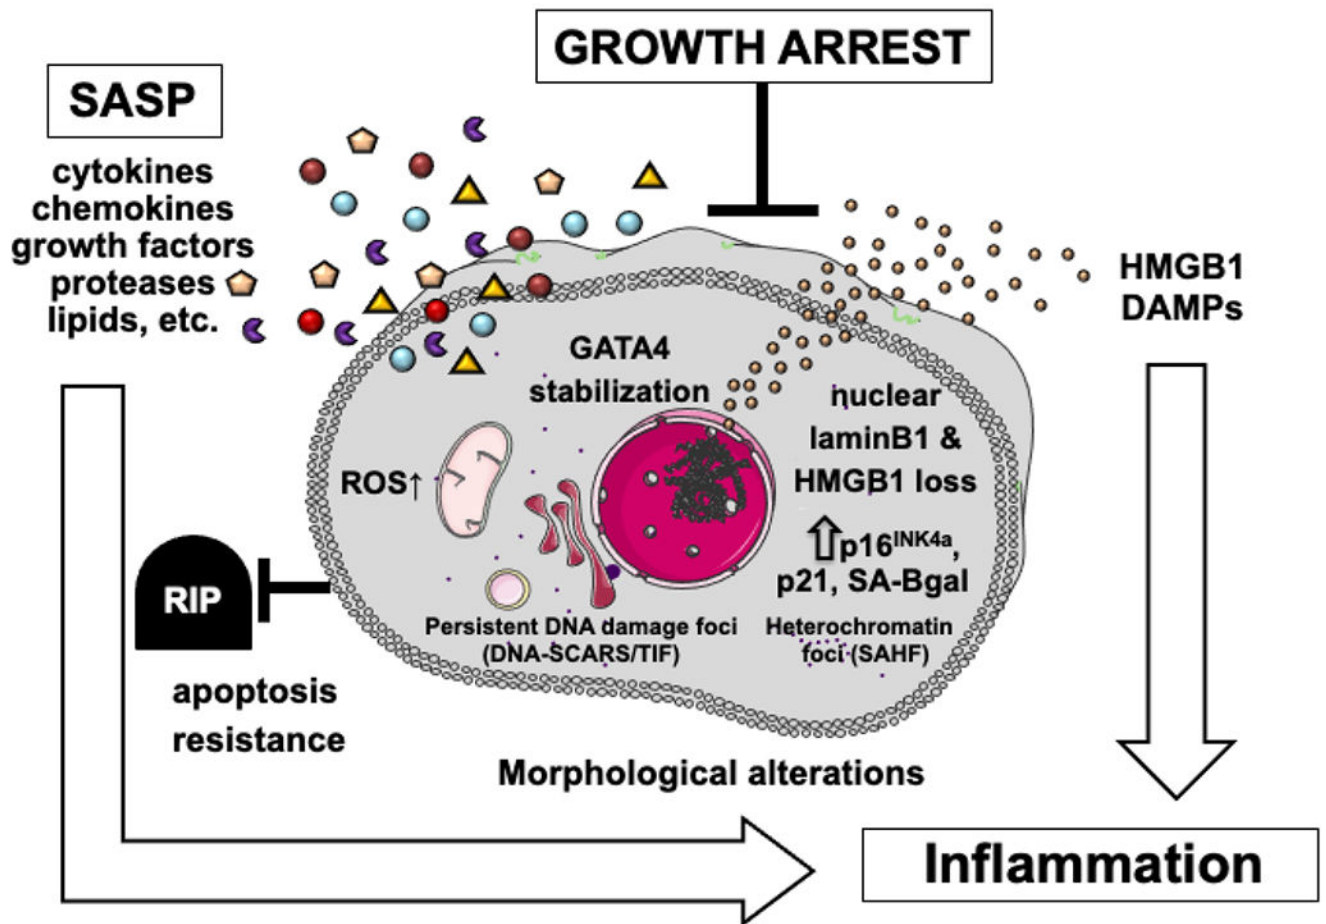 GROWTH ARREST
SASP
cytokines
chemokines
growth factors
proteases
lipids, etc.
HMGB1
DAMPs
GATA4
stabilization
nuclear
laminB1 &
HMGB1 loss
ROS↑
⇧p16^INK4a,
p21, SA-Bgal
RIP
Persistent DNA damage foci
(DNA-SCARS/TIF)
Heterochromatin
foci (SAHF)
apoptosis
resistance
Morphological alterations
Inflammation